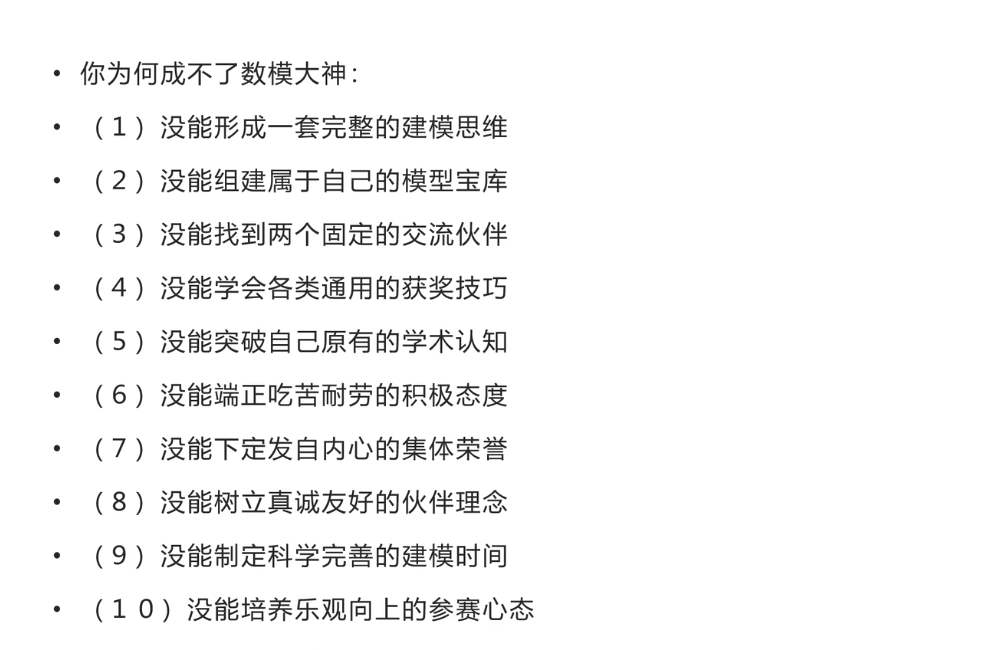 • 你为何成不了数模大神：
• （1）没能形成一套完整的建模思维
• （2）没能组建属于自己的模型宝库
• （3）没能找到两个固定的交流伙伴
• （4）没能学会各类通用的获奖技巧
• （5）没能突破自己原有的学术认知
• （6）没能端正吃苦耐劳的积极态度
• （7）没能下定发自内心的集体荣誉
• （8）没能树立真诚友好的伙伴理念
• （9）没能制定科学完善的建模时间
• （10）没能培养乐观向上的参赛心态